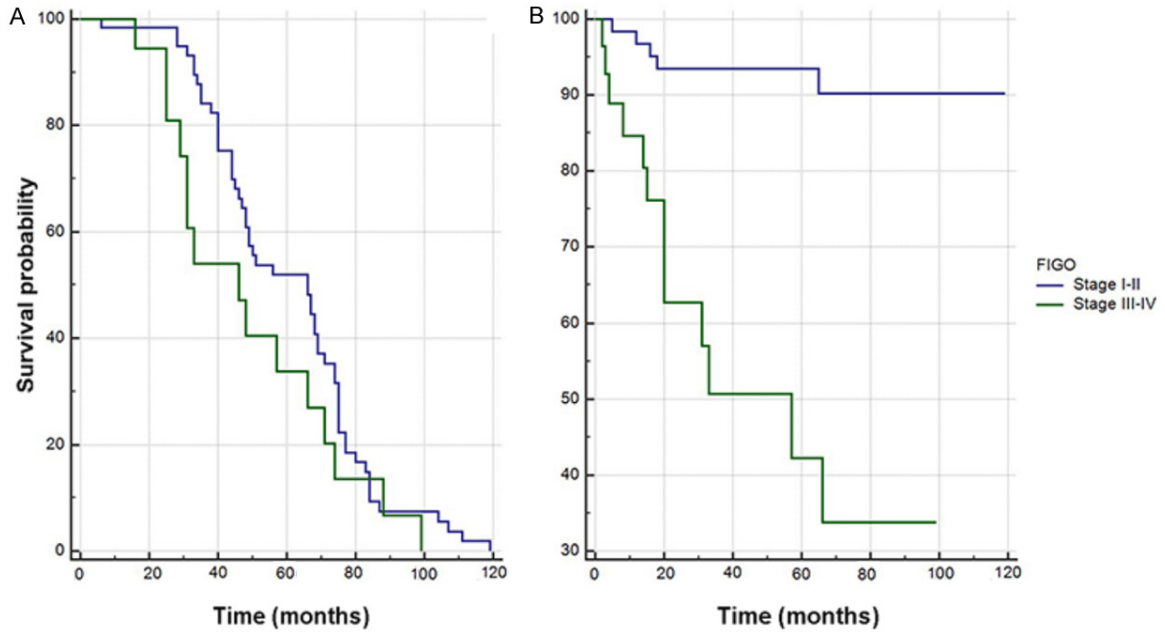 A
Survival probability
100
80
60
40
20
0
0 20 40 60 80 100 120
Time (months)
B
100
90
80
70
60
50
40
30
0 20 40 60 80 100 120
Time (months)
FIGO
Stage I-II
Stage III-IV